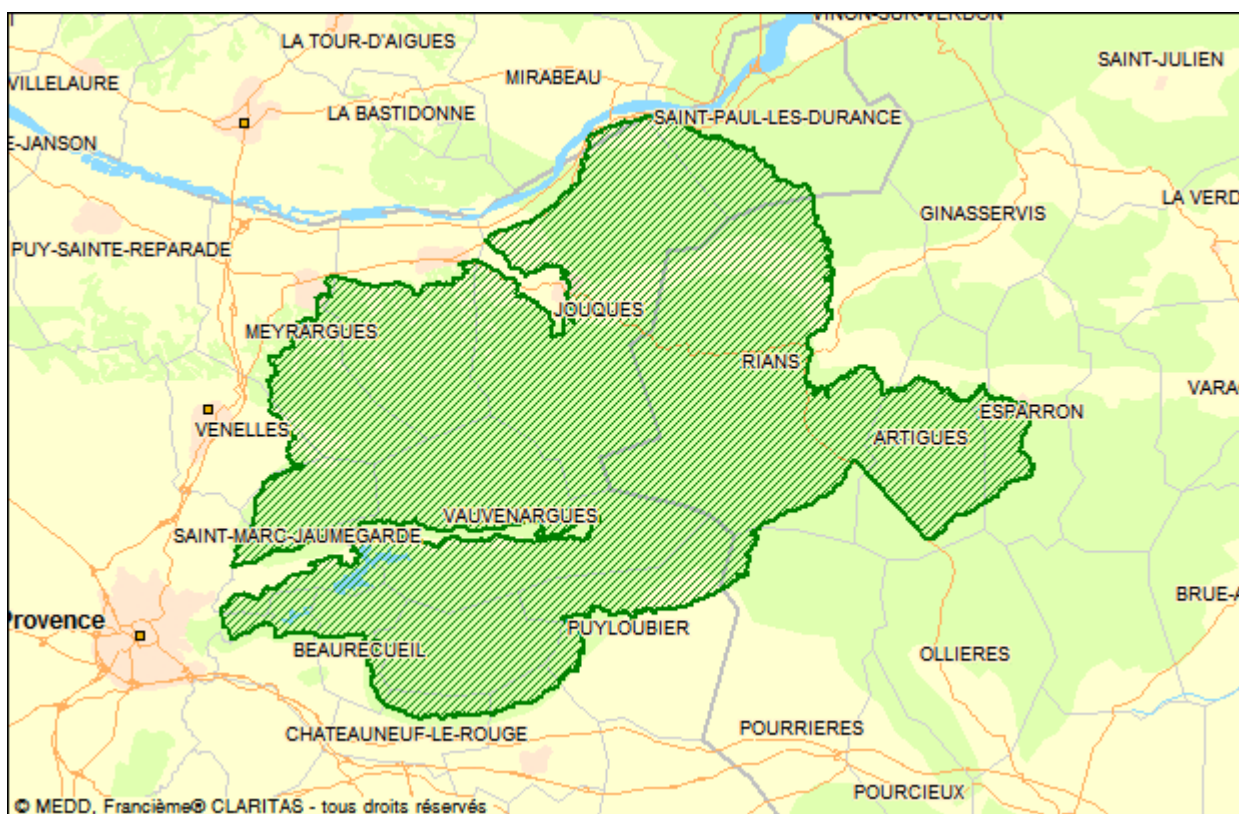 VINON-SUR-VERDON
LA TOUR-D'AIGUES
SAINT-JULIEN
VILLELAURE
MIRABEAU
LA BASTIDONNE
SAINT-PAUL-LES-DURANCE
E-JANSON
LA VERD
GINASSERVIS
PUY-SAINTE-REPARADE
JOUQUES
MEYRARGUES
RIANS
VARA
ESPARRON
VENELLES
ARTIGUES
VAUVENARGUES
SAINT-MARC-JAUMEGARDE
BRUE-A
Provence
PUYLOUBIER
BEAURECUEIL
OLLIERES
CHATEAUNEUF-LE-ROUGE
POURRIERES
POURCIEUX
© MEDD, Francième® CLARITAS - tous droits réservés